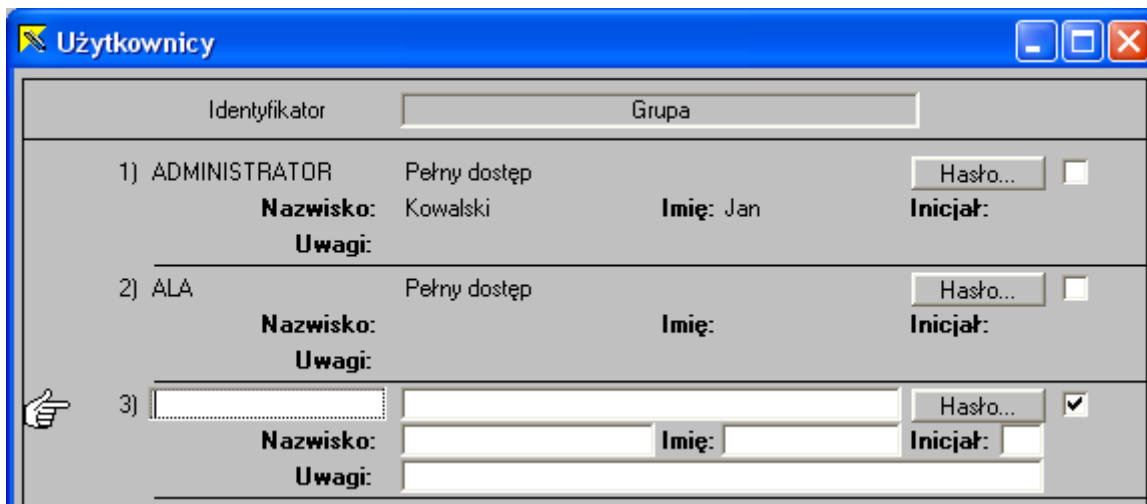 Użytkownicy
Identyfikator Grupa
1) ADMINISTRATOR Pełny dostęp Hasło...
Nazwisko: Kowalski Imię: Jan Inicjał:
Uwagi:
2) ALA Pełny dostęp Hasło...
Nazwisko: Imię: Inicjał:
Uwagi:
3) Hasło...
Nazwisko: Imię: Inicjał:
Uwagi: